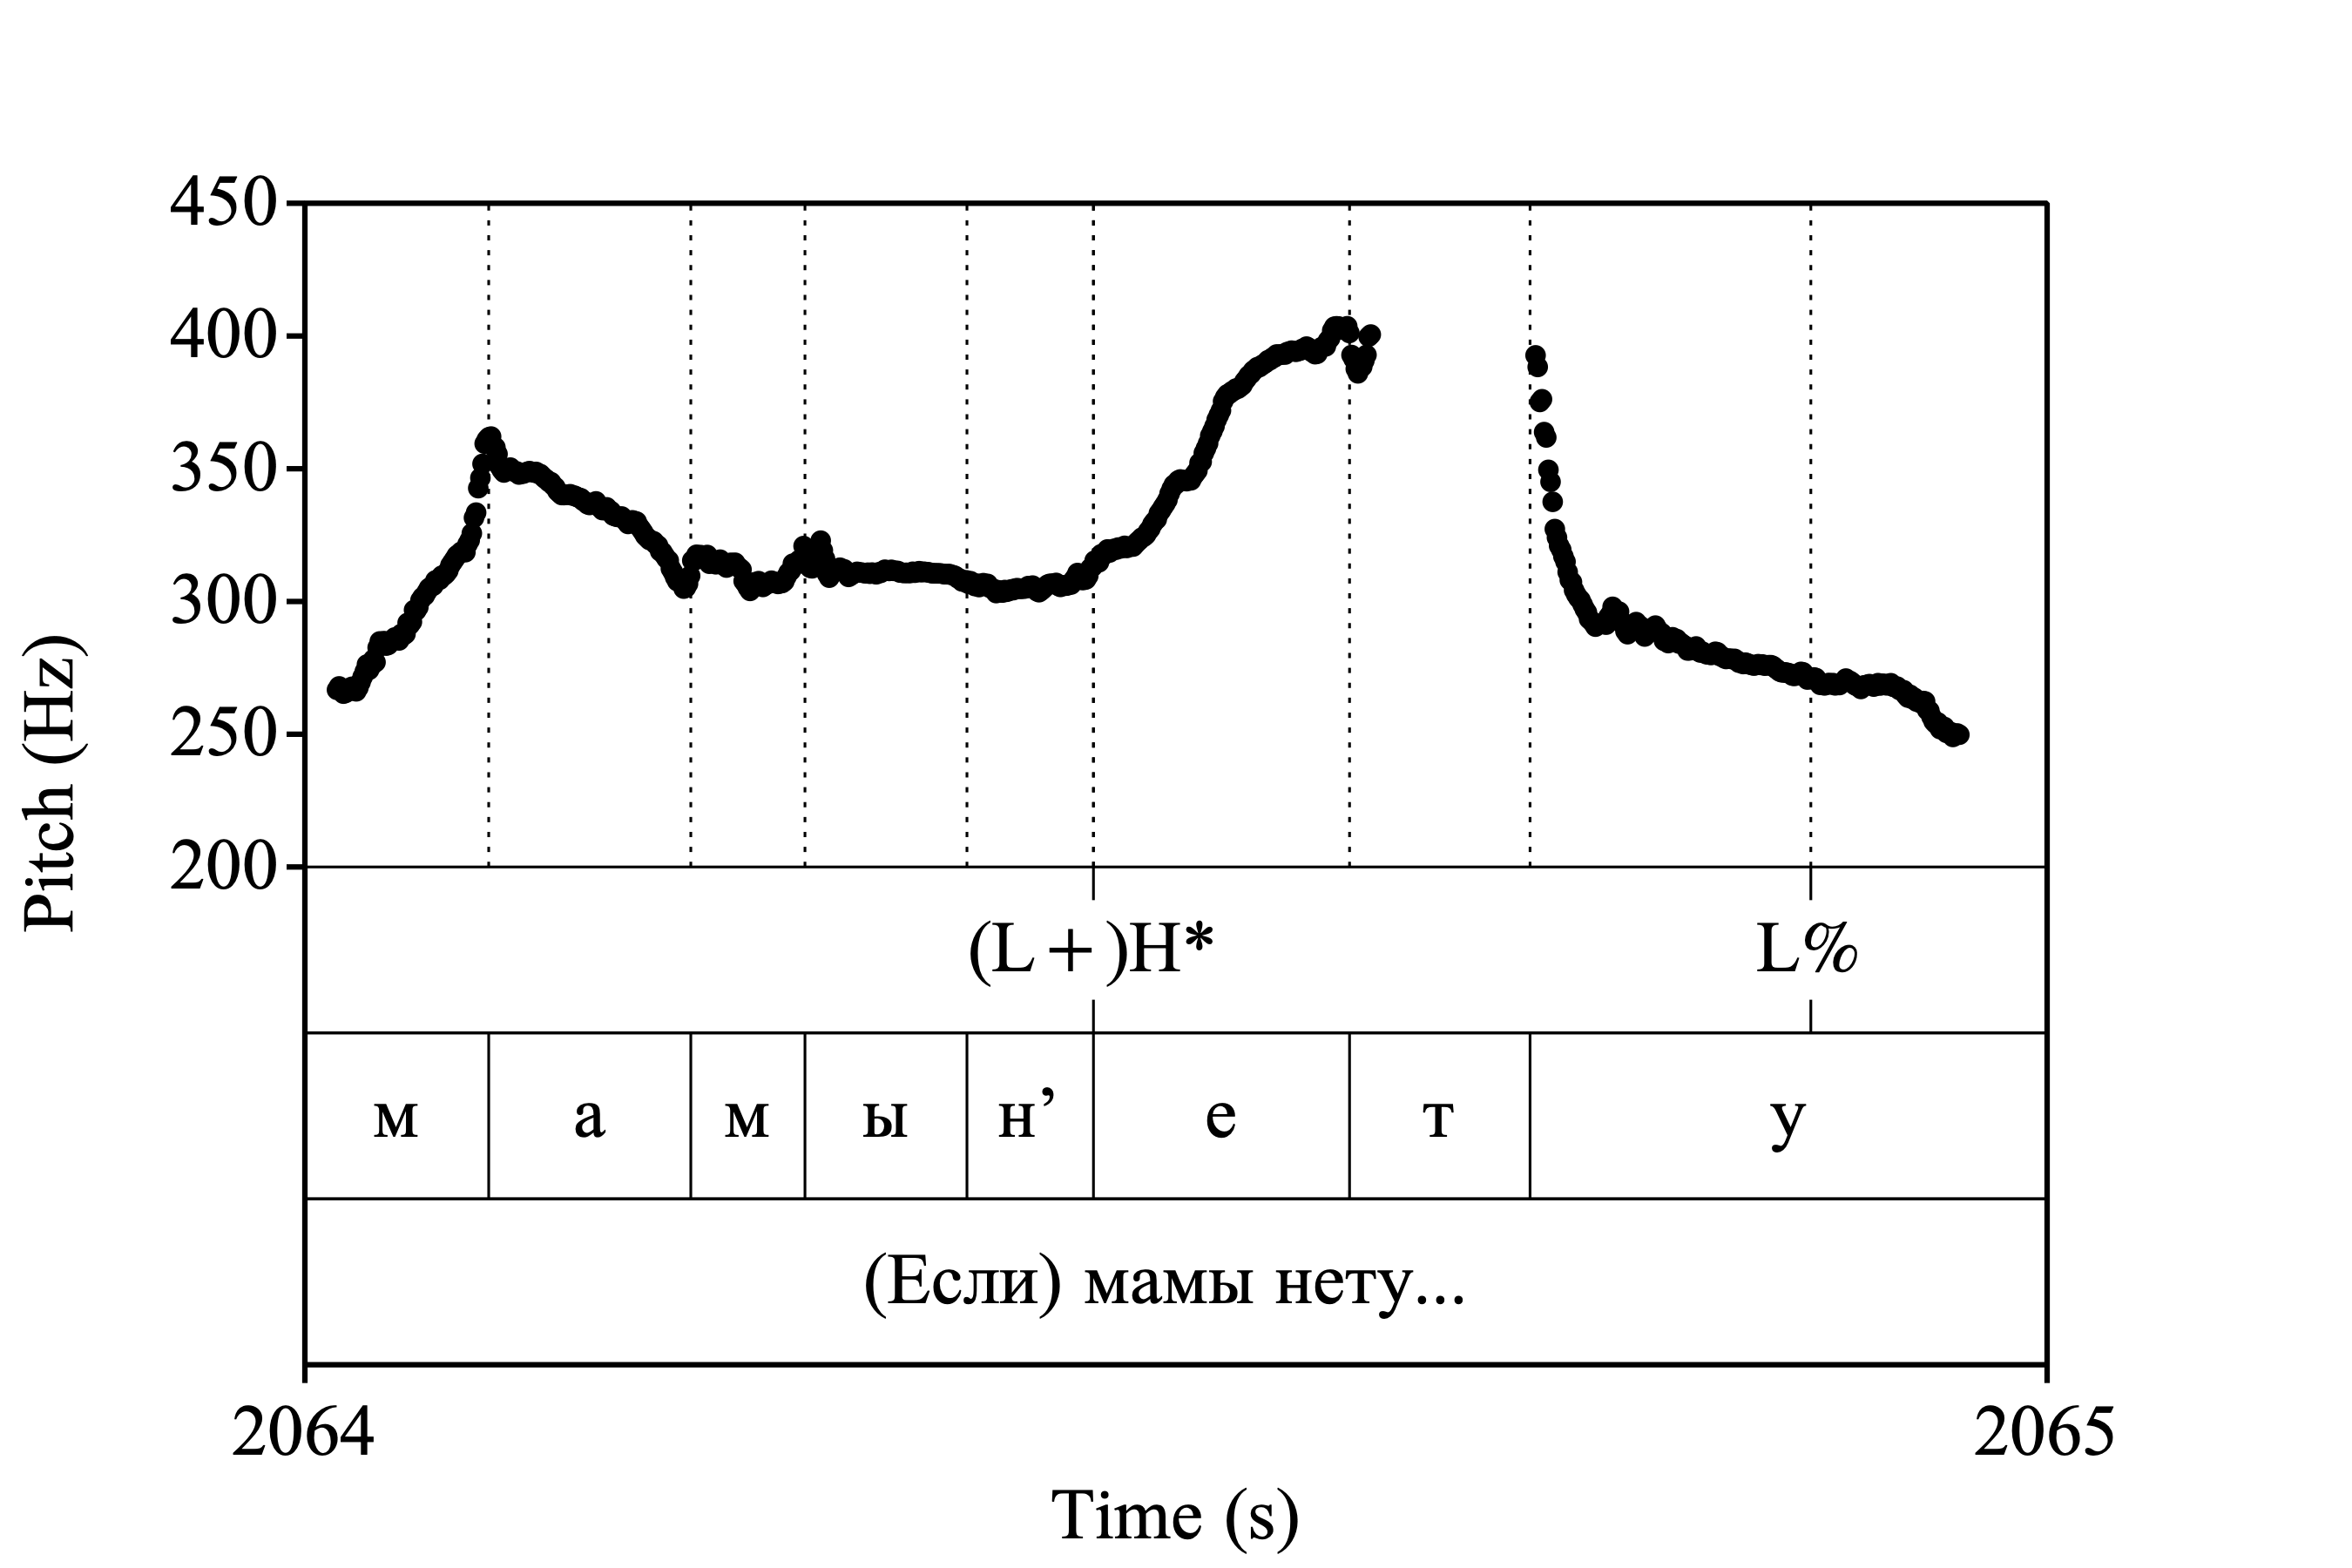 450
400
350
300
250
200
Pitch (Hz)
(L+)H* L%
м а м ы н’ е т у
(Если) мамы нету...
2064 2065
Time (s)